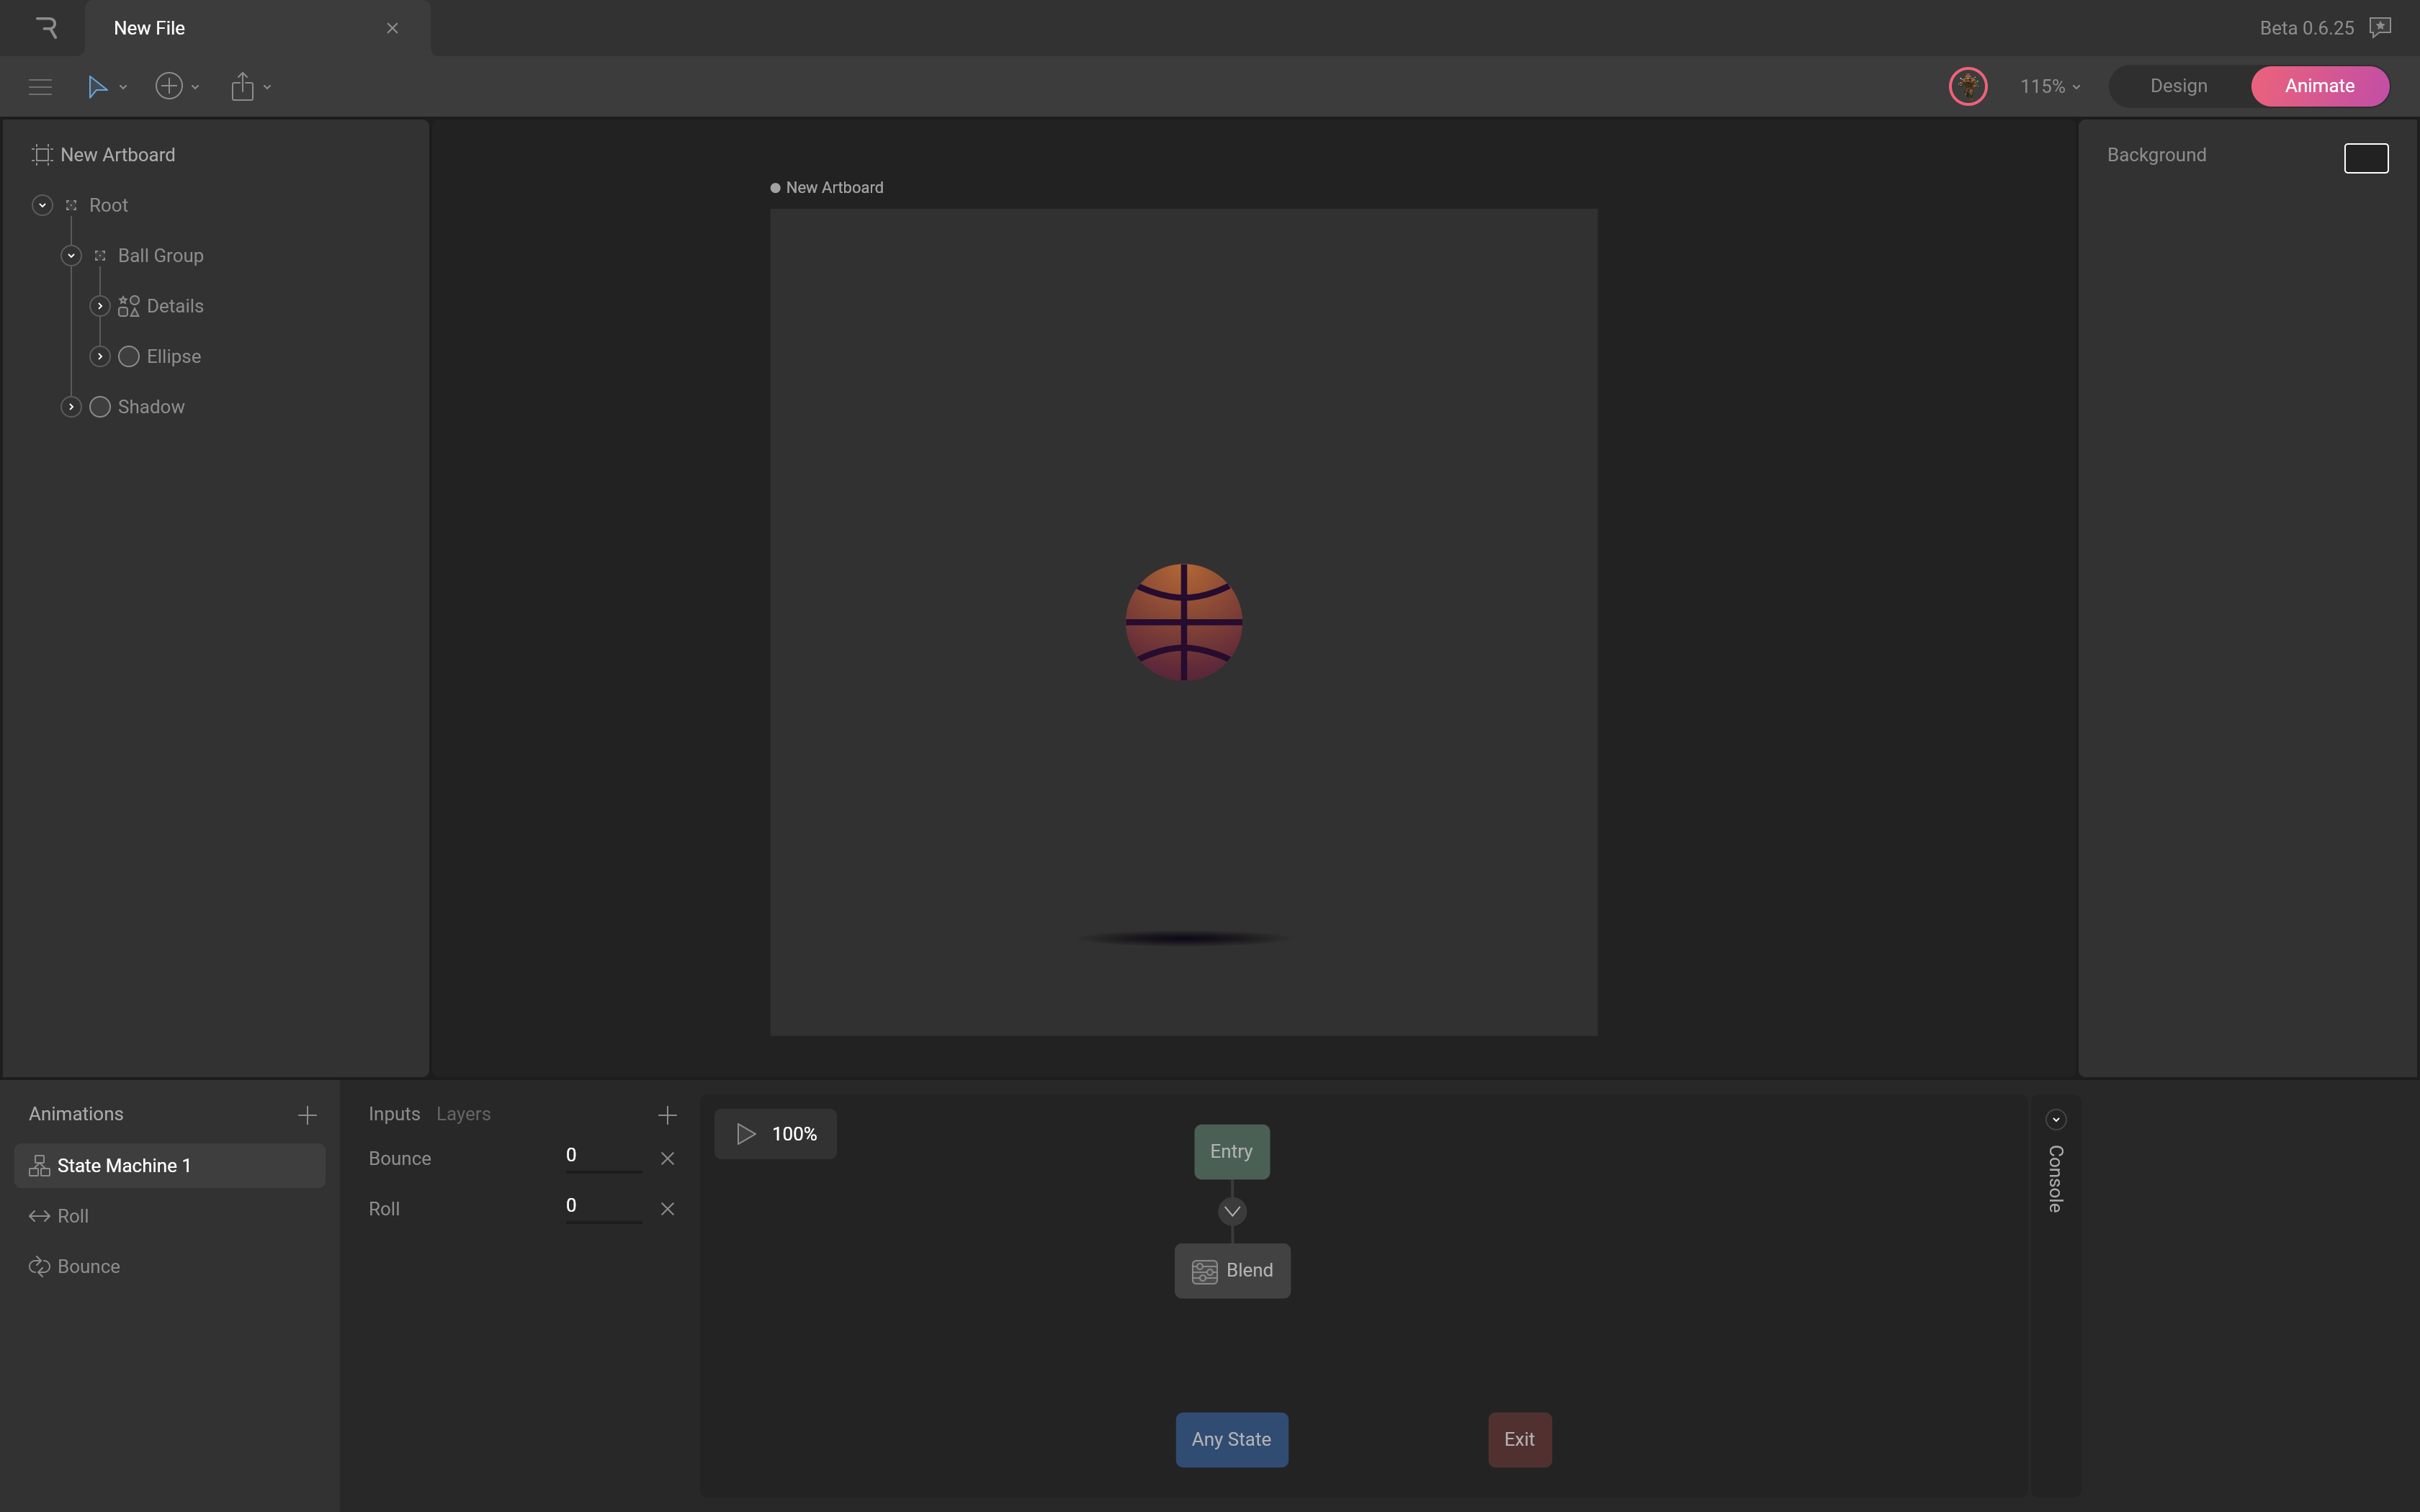 New File
Beta 0.6.25
115%
Design
Animate
New Artboard
Root
Ball Group
Details
Ellipse
Shadow
New Artboard
Background
Animations
State Machine 1
Roll
Bounce
Inputs Layers
Bounce 0
Roll 0
100%
Entry
Blend
Any State
Exit
Console